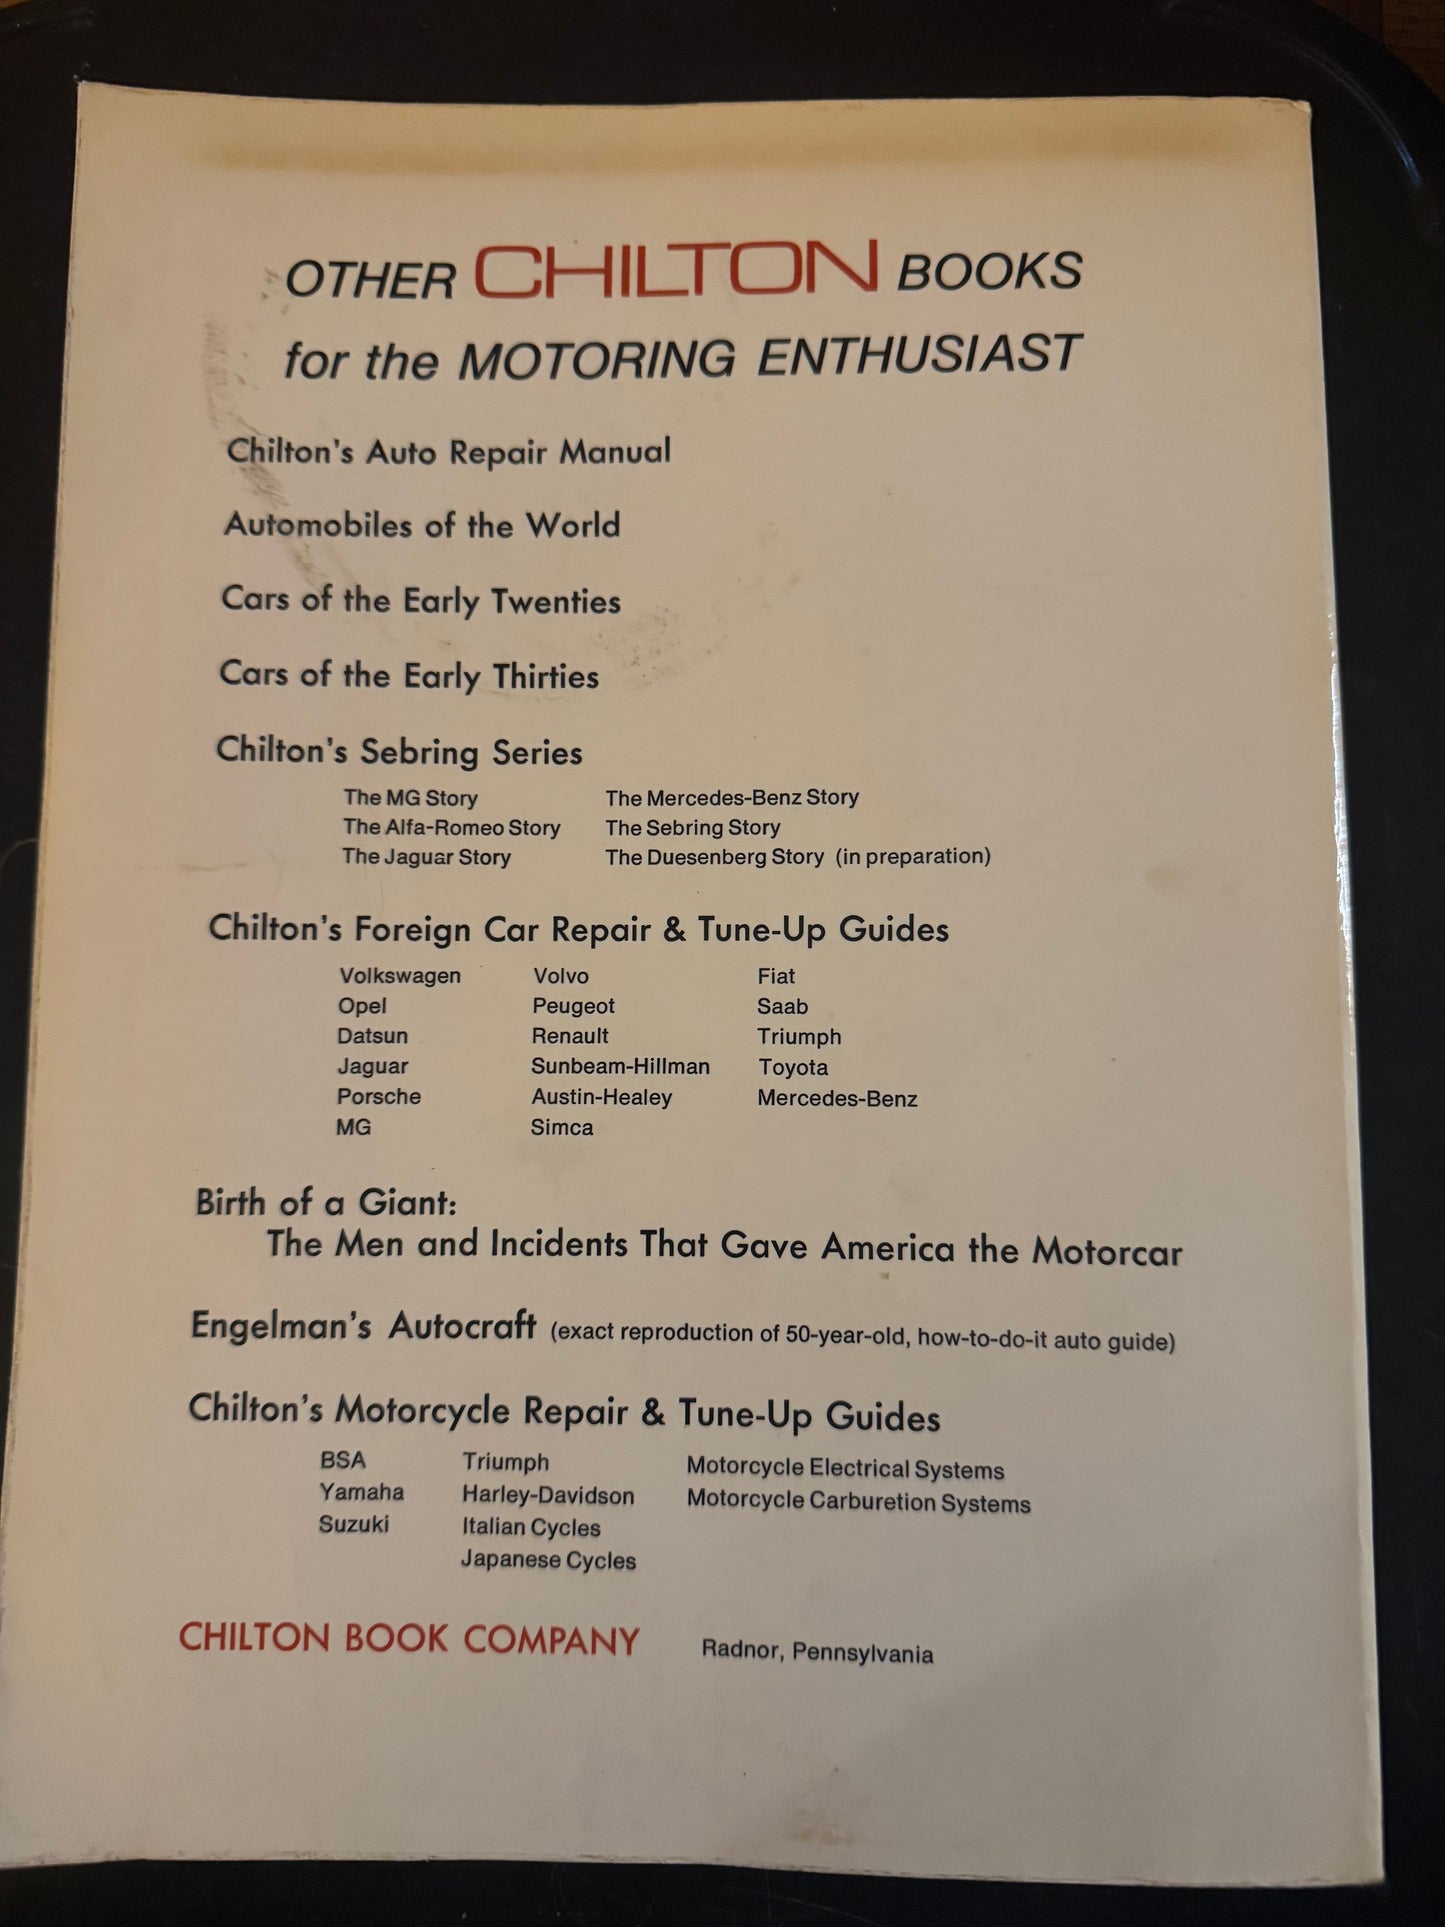 OTHER CHILTON BOOKS
for the MOTORING ENTHUSIAST
Chilton's Auto Repair Manual
Automobiles of the World
Cars of the Early Twenties
Cars of the Early Thirties
Chilton's Sebring Series
The MG Story The Mercedes-Benz Story
The Alfa-Romeo Story The Sebring Story
The Jaguar Story The Duesenberg Story (in preparation)
Chilton's Foreign Car Repair & Tune-Up Guides
Volkswagen Volvo Fiat
Opel Peugeot Saab
Datsun Renault Triumph
Jaguar Sunbeam-Hillman Toyota
Porsche Austin-Healey Mercedes-Benz
MG Simca
Birth of a Giant:
The Men and Incidents That Gave America the Motorcar
Engelman's Autocraft (exact reproduction of 50-year-old, how-to-do-it auto guide)
Chilton's Motorcycle Repair & Tune-Up Guides
BSA Triumph Motorcycle Electrical Systems
Yamaha Harley-Davidson Motorcycle Carburetion Systems
Suzuki Italian Cycles
Japanese Cycles
CHILTON BOOK COMPANY Radnor, Pennsylvania